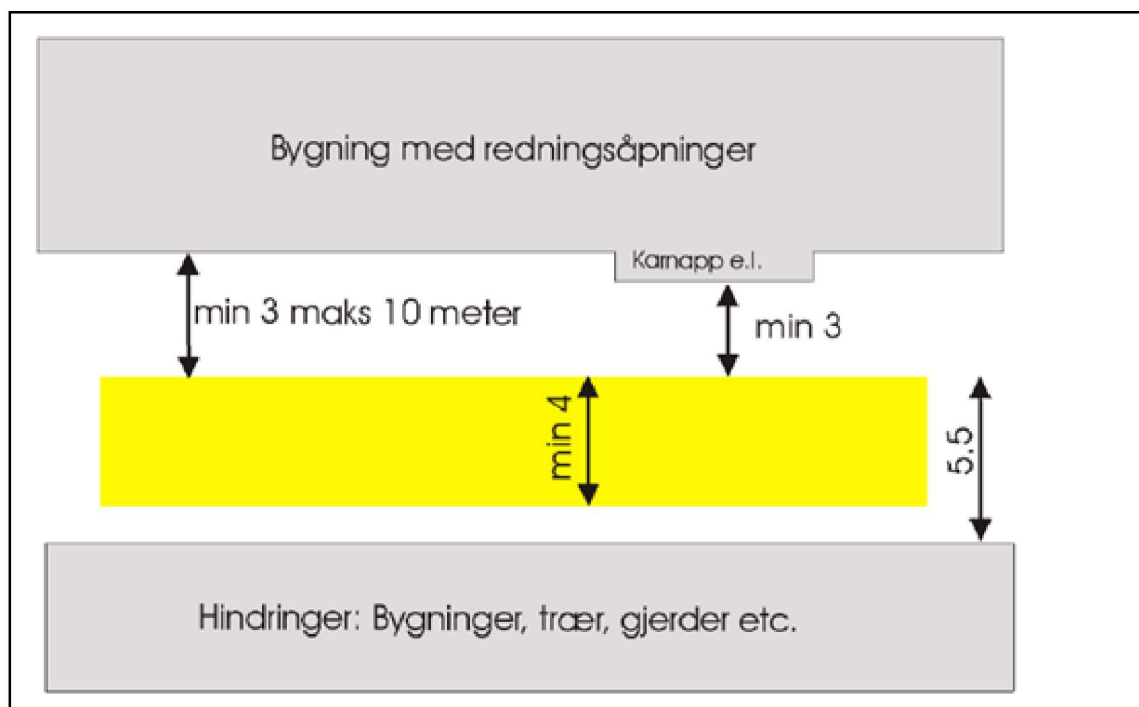 Bygning med redningsåpninger
Karnapp e.l.
min 3 maks 10 meter
min 3
min 4
5.5
Hindringer: Bygninger, trær, gjerder etc.